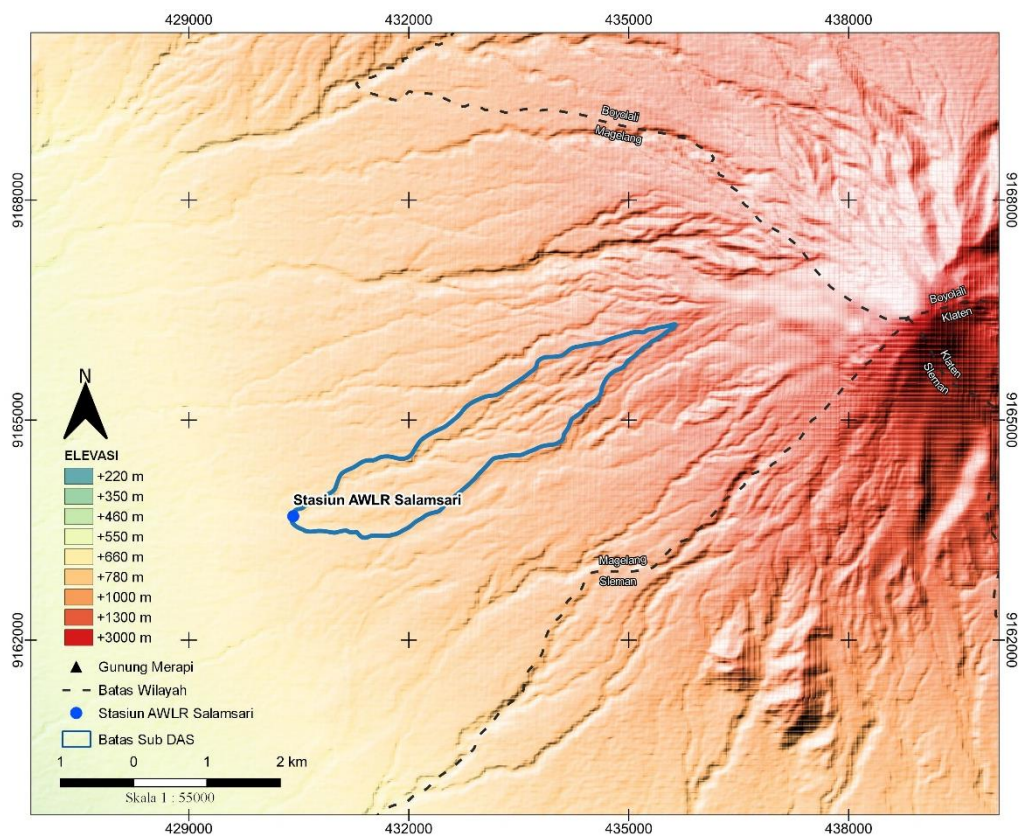 429000 432000 435000 438000
Boyolali
Magelang
9168000 9168000
Boyolali
Klaten
Klaten
Sleman
N
9165000 9165000
ELEVASI
+220 m
+350 m
+460 m
+550 m
+660 m
+780 m
+1000 m
+1300 m
+3000 m
Stasiun AWLR Salamsari
Magelang
Sleman
9162000 9162000
Gunung Merapi
Batas Wilayah
Stasiun AWLR Salamsari
Batas Sub DAS
1 0 1 2 km
Skala 1 : 55000
429000 432000 435000 438000